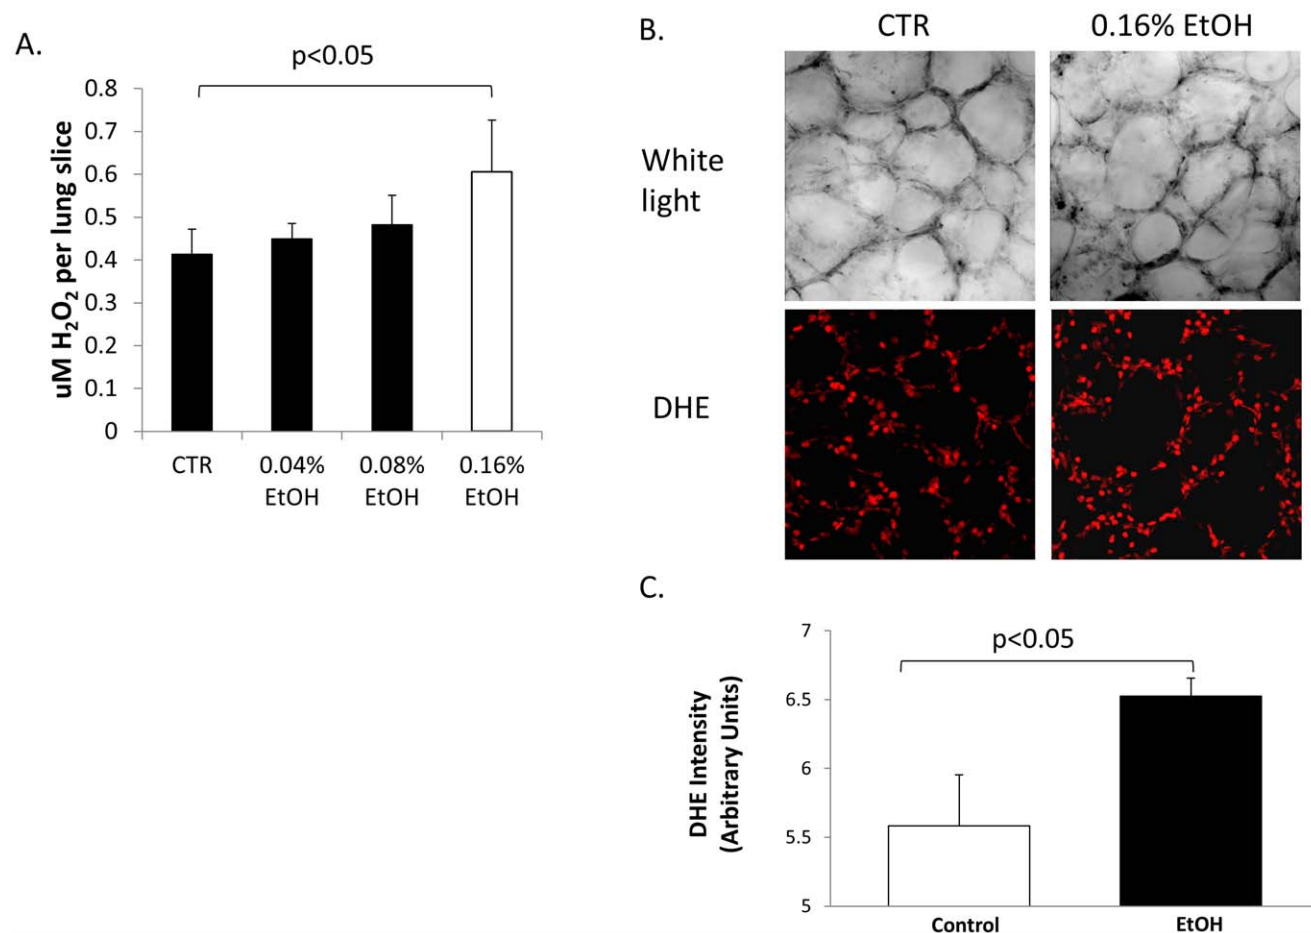 A.
p<0.05
uM H₂O₂ per lung slice
0.8
0.7
0.6
0.5
0.4
0.3
0.2
0.1
0
CTR
0.04%
EtOH
0.08%
EtOH
0.16%
EtOH
B.
CTR
0.16% EtOH
White
light
DHE
C.
p<0.05
DHE Intensity
(Arbitrary Units)
7
6.5
6
5.5
5
Control
EtOH